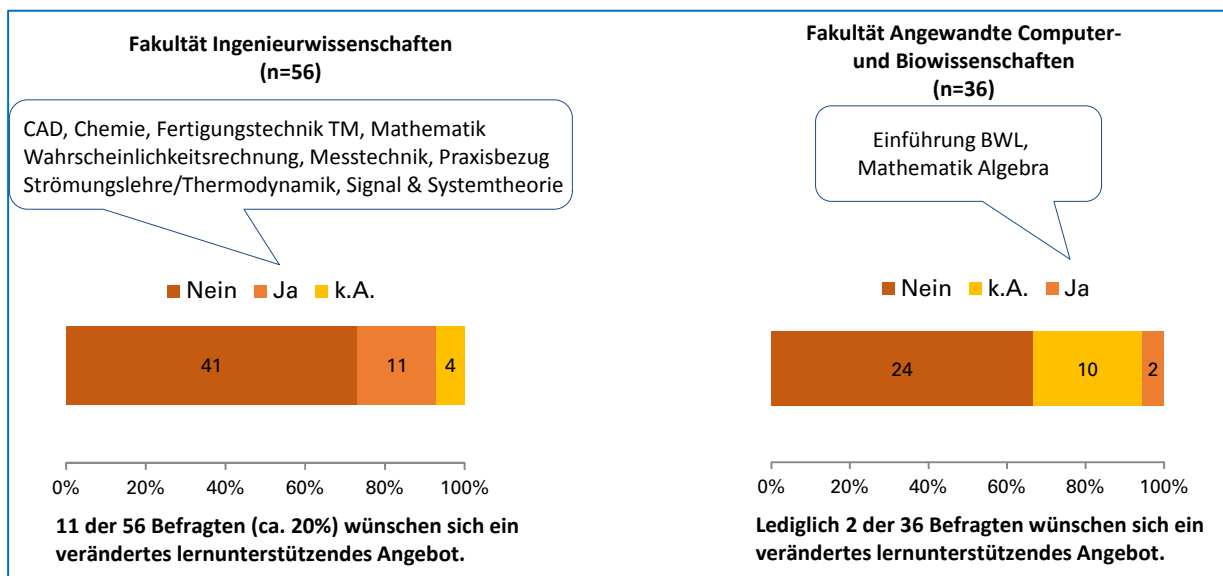 Fakultät Ingenieurwissenschaften
(n=56)
CAD, Chemie, Fertigungstechnik TM, Mathematik
Wahrscheinlichkeitsrechnung, Messtechnik, Praxisbezug
Strömungslehre/Thermodynamik, Signal & Systemtheorie
Nein Ja k.A.
41 11 4
0% 20% 40% 60% 80% 100%
11 der 56 Befragten (ca. 20%) wünschen sich ein
verändertes lernunterstützendes Angebot.
Fakultät Angewandte Computer-
und Biowissenschaften
(n=36)
Einführung BWL,
Mathematik Algebra
Nein k.A. Ja
24 10 2
0% 20% 40% 60% 80% 100%
Lediglich 2 der 36 Befragten wünschen sich ein
verändertes lernunterstützendes Angebot.